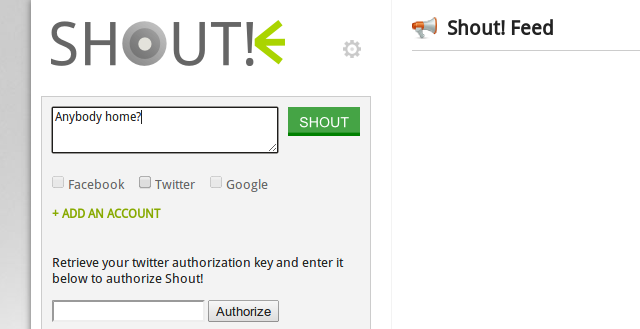 SHOUT!
Shout! Feed
Anybody home?
SHOUT
Facebook Twitter Google
+ ADD AN ACCOUNT
Retrieve your twitter authorization key and enter it
below to authorize Shout!
Authorize